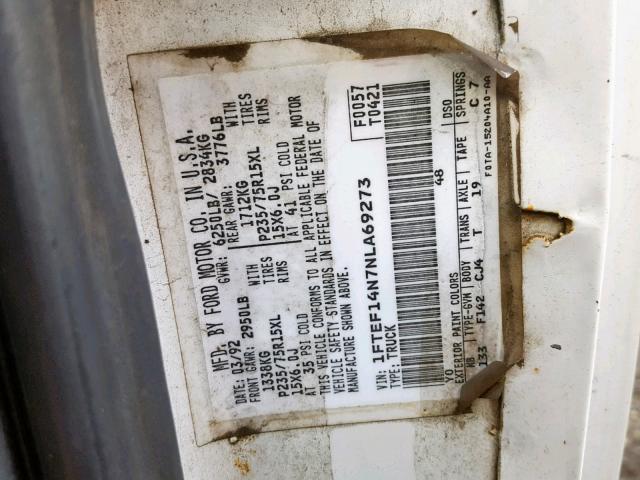 MFD. BY FORD MOTOR CO. IN U.S.A.
DATE: 03/92 GVWR: 6250LB/ 2834KG
FRONT GAWR: 2950LB REAR GAWR: 3776LB
1338KG WITH 1712KG WITH
P235/75R15XL TIRES P235/75R15XL TIRES
15X6.0J RIMS 15X6.0J RIMS
AT 35 PSI COLD AT 41 PSI COLD
THIS VEHICLE CONFORMS TO ALL APPLICABLE FEDERAL MOTOR
VEHICLE SAFETY STANDARDS IN EFFECT ON THE DATE OF
MANUFACTURE SHOWN ABOVE.
F0057
T0421
VIN: 1FTEF14N7NLA69273
TYPE: TRUCK
48
YO DSO
EXTERIOR PAINT COLORS
WB TYPE-GVW BODY TRANS AXLE TAPE SPRINGS
133 F142 CJ4 T 19 C 7
F0TA-15204A10-AA